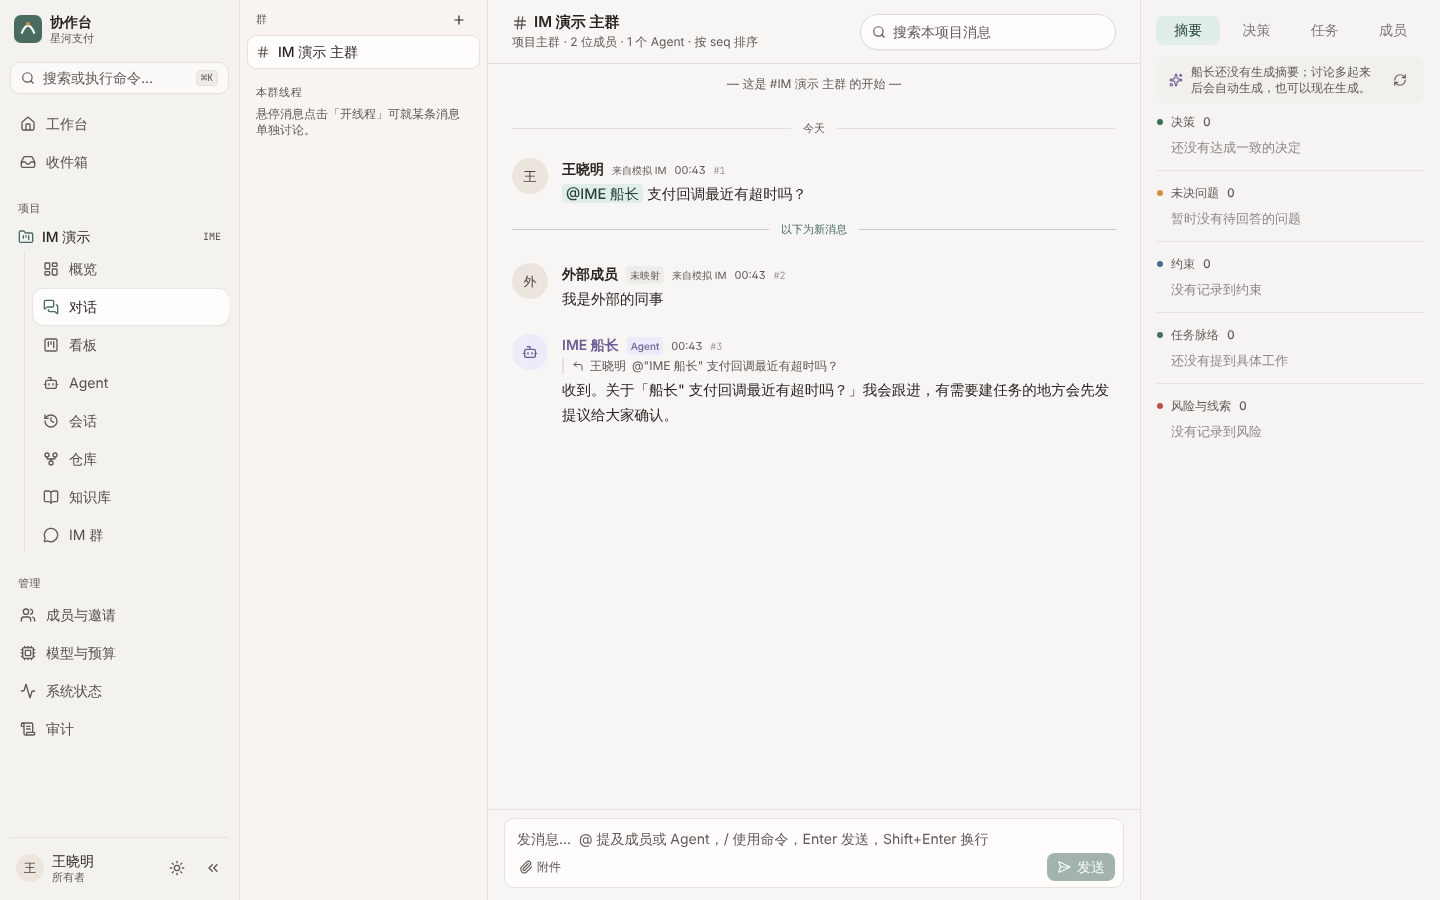 协作台
星河支付
搜索或执行命令... ⌘K
工作台
收件箱
项目
IM 演示 IME
概览
对话
看板
Agent
会话
仓库
知识库
IM 群
管理
成员与邀请
模型与预算
系统状态
审计
王 王晓明
所有者
群
IM 演示 主群
本群线程
悬停消息点击「开线程」可就某条消息
单独讨论。
IM 演示 主群
项目主群 · 2 位成员 · 1 个 Agent · 按 seq 排序
搜索本项目消息
— 这是 #IM 演示 主群 的开始 —
今天
王 王晓明 来自模拟 IM 00:43 #1
@IME 船长 支付回调最近有超时吗？
以下为新消息
外 外部成员 未映射 来自模拟 IM 00:43 #2
我是外部的同事
IME 船长 Agent 00:43 #3
王晓明 @"IME 船长" 支付回调最近有超时吗？
收到。关于「船长" 支付回调最近有超时吗？」我会跟进，有需要建任务的地方会先发
提议给大家确认。
发消息... @ 提及成员或 Agent，/ 使用命令，Enter 发送，Shift+Enter 换行
附件
发送
摘要 决策 任务 成员
船长还没有生成摘要；讨论多起来
后会自动生成，也可以现在生成。
决策 0
还没有达成一致的决定
未决问题 0
暂时没有待回答的问题
约束 0
没有记录到约束
任务脉络 0
还没有提到具体工作
风险与线索 0
没有记录到风险